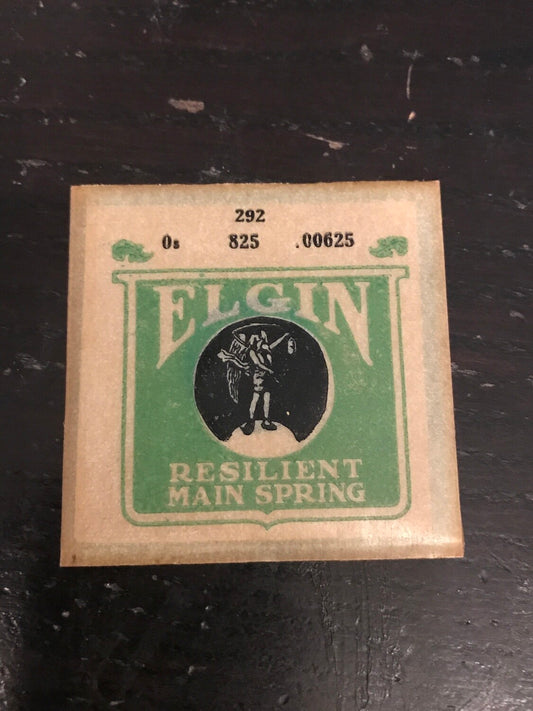 292
0s 825 .00625
ELGIN
RESILIENT
MAIN SPRING